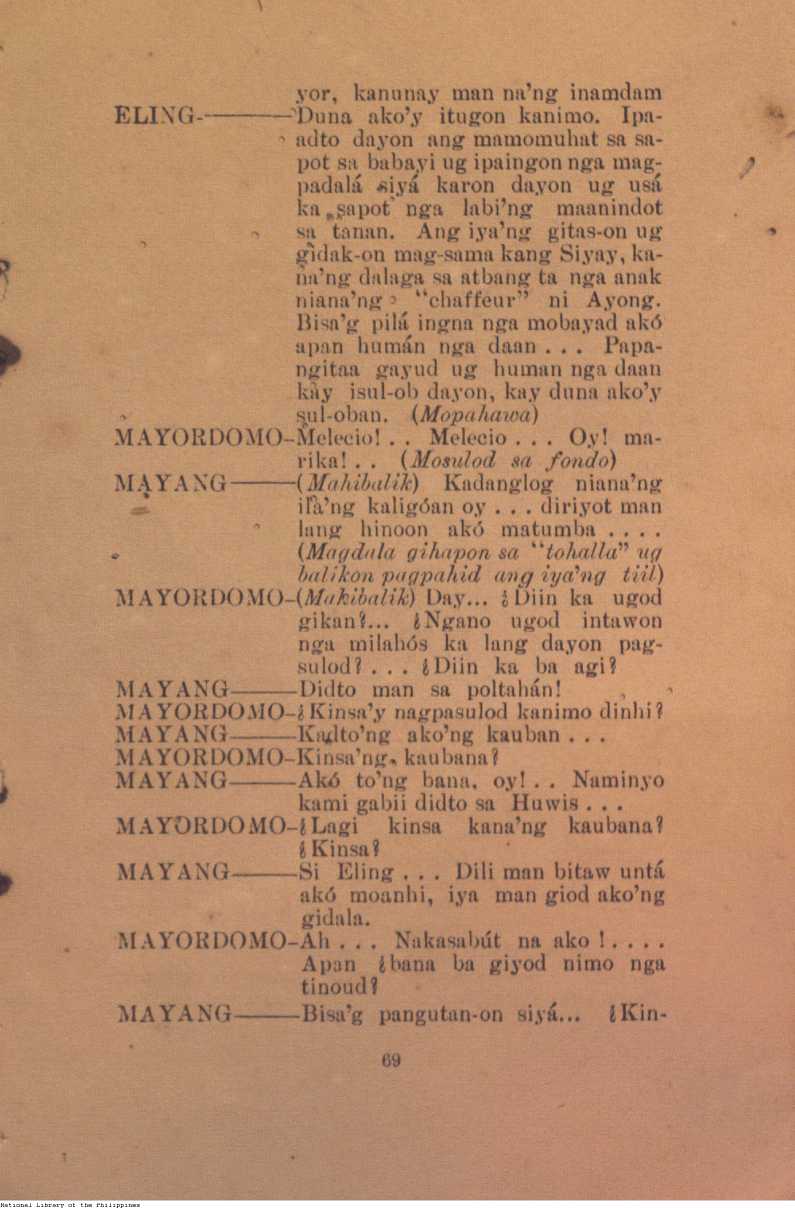 yor, kanunay man na'ng inamdam
ELING-———Duna ako'y itugon kanimo. Ipa-
adto dayon ang mamomuhat sa sa-
pot sa babayi ug ipaingon nga mag-
padalá siyá karon dayon ug usá
ka sapot nga labi'ng maanindot
sa tanan. Ang iya'ng gitas-on ug
gidak-on mag-sama kang Siyay, ka-
na'ng dalaga sa atbang ta nga anak
niana'ng “chaffeur” ni Ayong.
Bisa'g pilá ingna nga mobayad akó
apan humán nga daan . . . Papa-
ngitaa gayud ug human nga daan
kay isul-ob dayon, kay duna ako'y
sul-oban. (Mopahawa)
MAYORDOMO-Melecio! . . Melecio . . . Oy! ma-
rika! . . (Mosulod sa fondo)
MAYANG———(Mahibalik) Kadanglog niana'ng
ila'ng kaligóan oy . . . diriyot man
lang hinoon akó matumba . . . .
(Magdala gihapon sa “tohalla” ug
balikon pagpahid ang iya'ng tiil)
MAYORDOMO-(Mahibalik) Day... ¿Diin ka ugod
gikan?... ¿Ngano ugod intawon
nga milahós ka lang dayon pag-
sulod? . . . ¿Diin ka ba agi?
MAYANG———Didto man sa poltahán!
MAYORDOMO-¿Kinsa'y nagpasulod kanimo dinhi?
MAYANG———Kadto'ng ako'ng kauban . . .
MAYORDOMO-Kinsa'ng kaubana?
MAYANG———Akó to'ng bana, oy! . . Naminyo
kami gabii didto sa Huwis . . .
MAYORDOMO-¿Lagi kinsa kana'ng kaubana?
¿Kinsa?
MAYANG———Si Eling . . . Dili man bitaw untá
akó moanhi, iya man giod ako'ng
gidala.
MAYORDOMO-Ah . . . Nakasabút na ako ! . . . .
Apan ¿bana ba giyod nimo nga
tinoud?
MAYANG———Bisa'g pangutan-on siyá... ¿Kin-
69
National Library of the Philippines